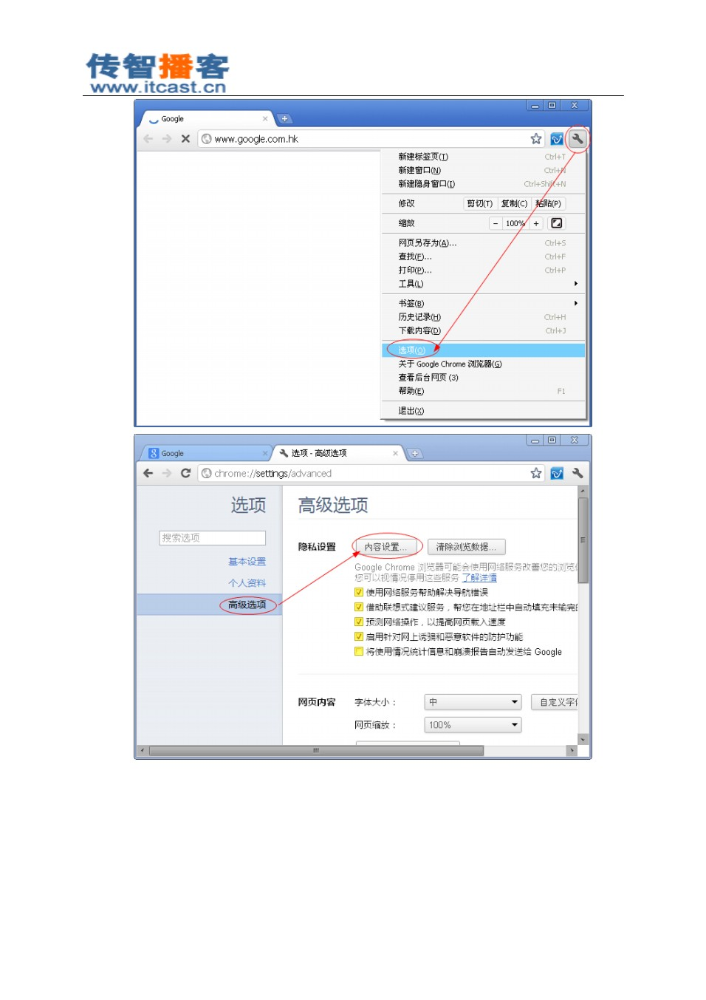 传智播客
www.itcast.cn
Google
www.google.com.hk
新建标签页(T) Ctrl+T
新建窗口(N) Ctrl+N
新建隐身窗口(I) Ctrl+Shift+N
修改 剪切(T) 复制(C) 粘贴(P)
缩放 - 100% +
网页另存为(A)... Ctrl+S
查找(F)... Ctrl+F
打印(P)... Ctrl+P
工具(L)
书签(B)
历史记录(H) Ctrl+H
下载内容(D) Ctrl+J
选项(O)
关于 Google Chrome 浏览器(G)
查看后台网页 (3)
帮助(E) F1
退出(X)
Google 选项 - 高级选项
chrome://settings/advanced
选项 高级选项
搜索选项
隐私设置 内容设置... 清除浏览数据...
基本设置
Google Chrome 浏览器可能会使用网络服务改善您的浏览
您可以视情况停用这些服务 了解详情
个人资料
使用网络服务帮助解决导航错误
高级选项
借助联想式建议服务，帮您在地址栏中自动填充未输完
预测网络操作，以提高网页载入速度
启用针对网上诱骗和恶意软件的防护功能
将使用情况统计信息和崩溃报告自动发送给 Google
网页内容 字体大小： 中 自定义字
网页缩放： 100%